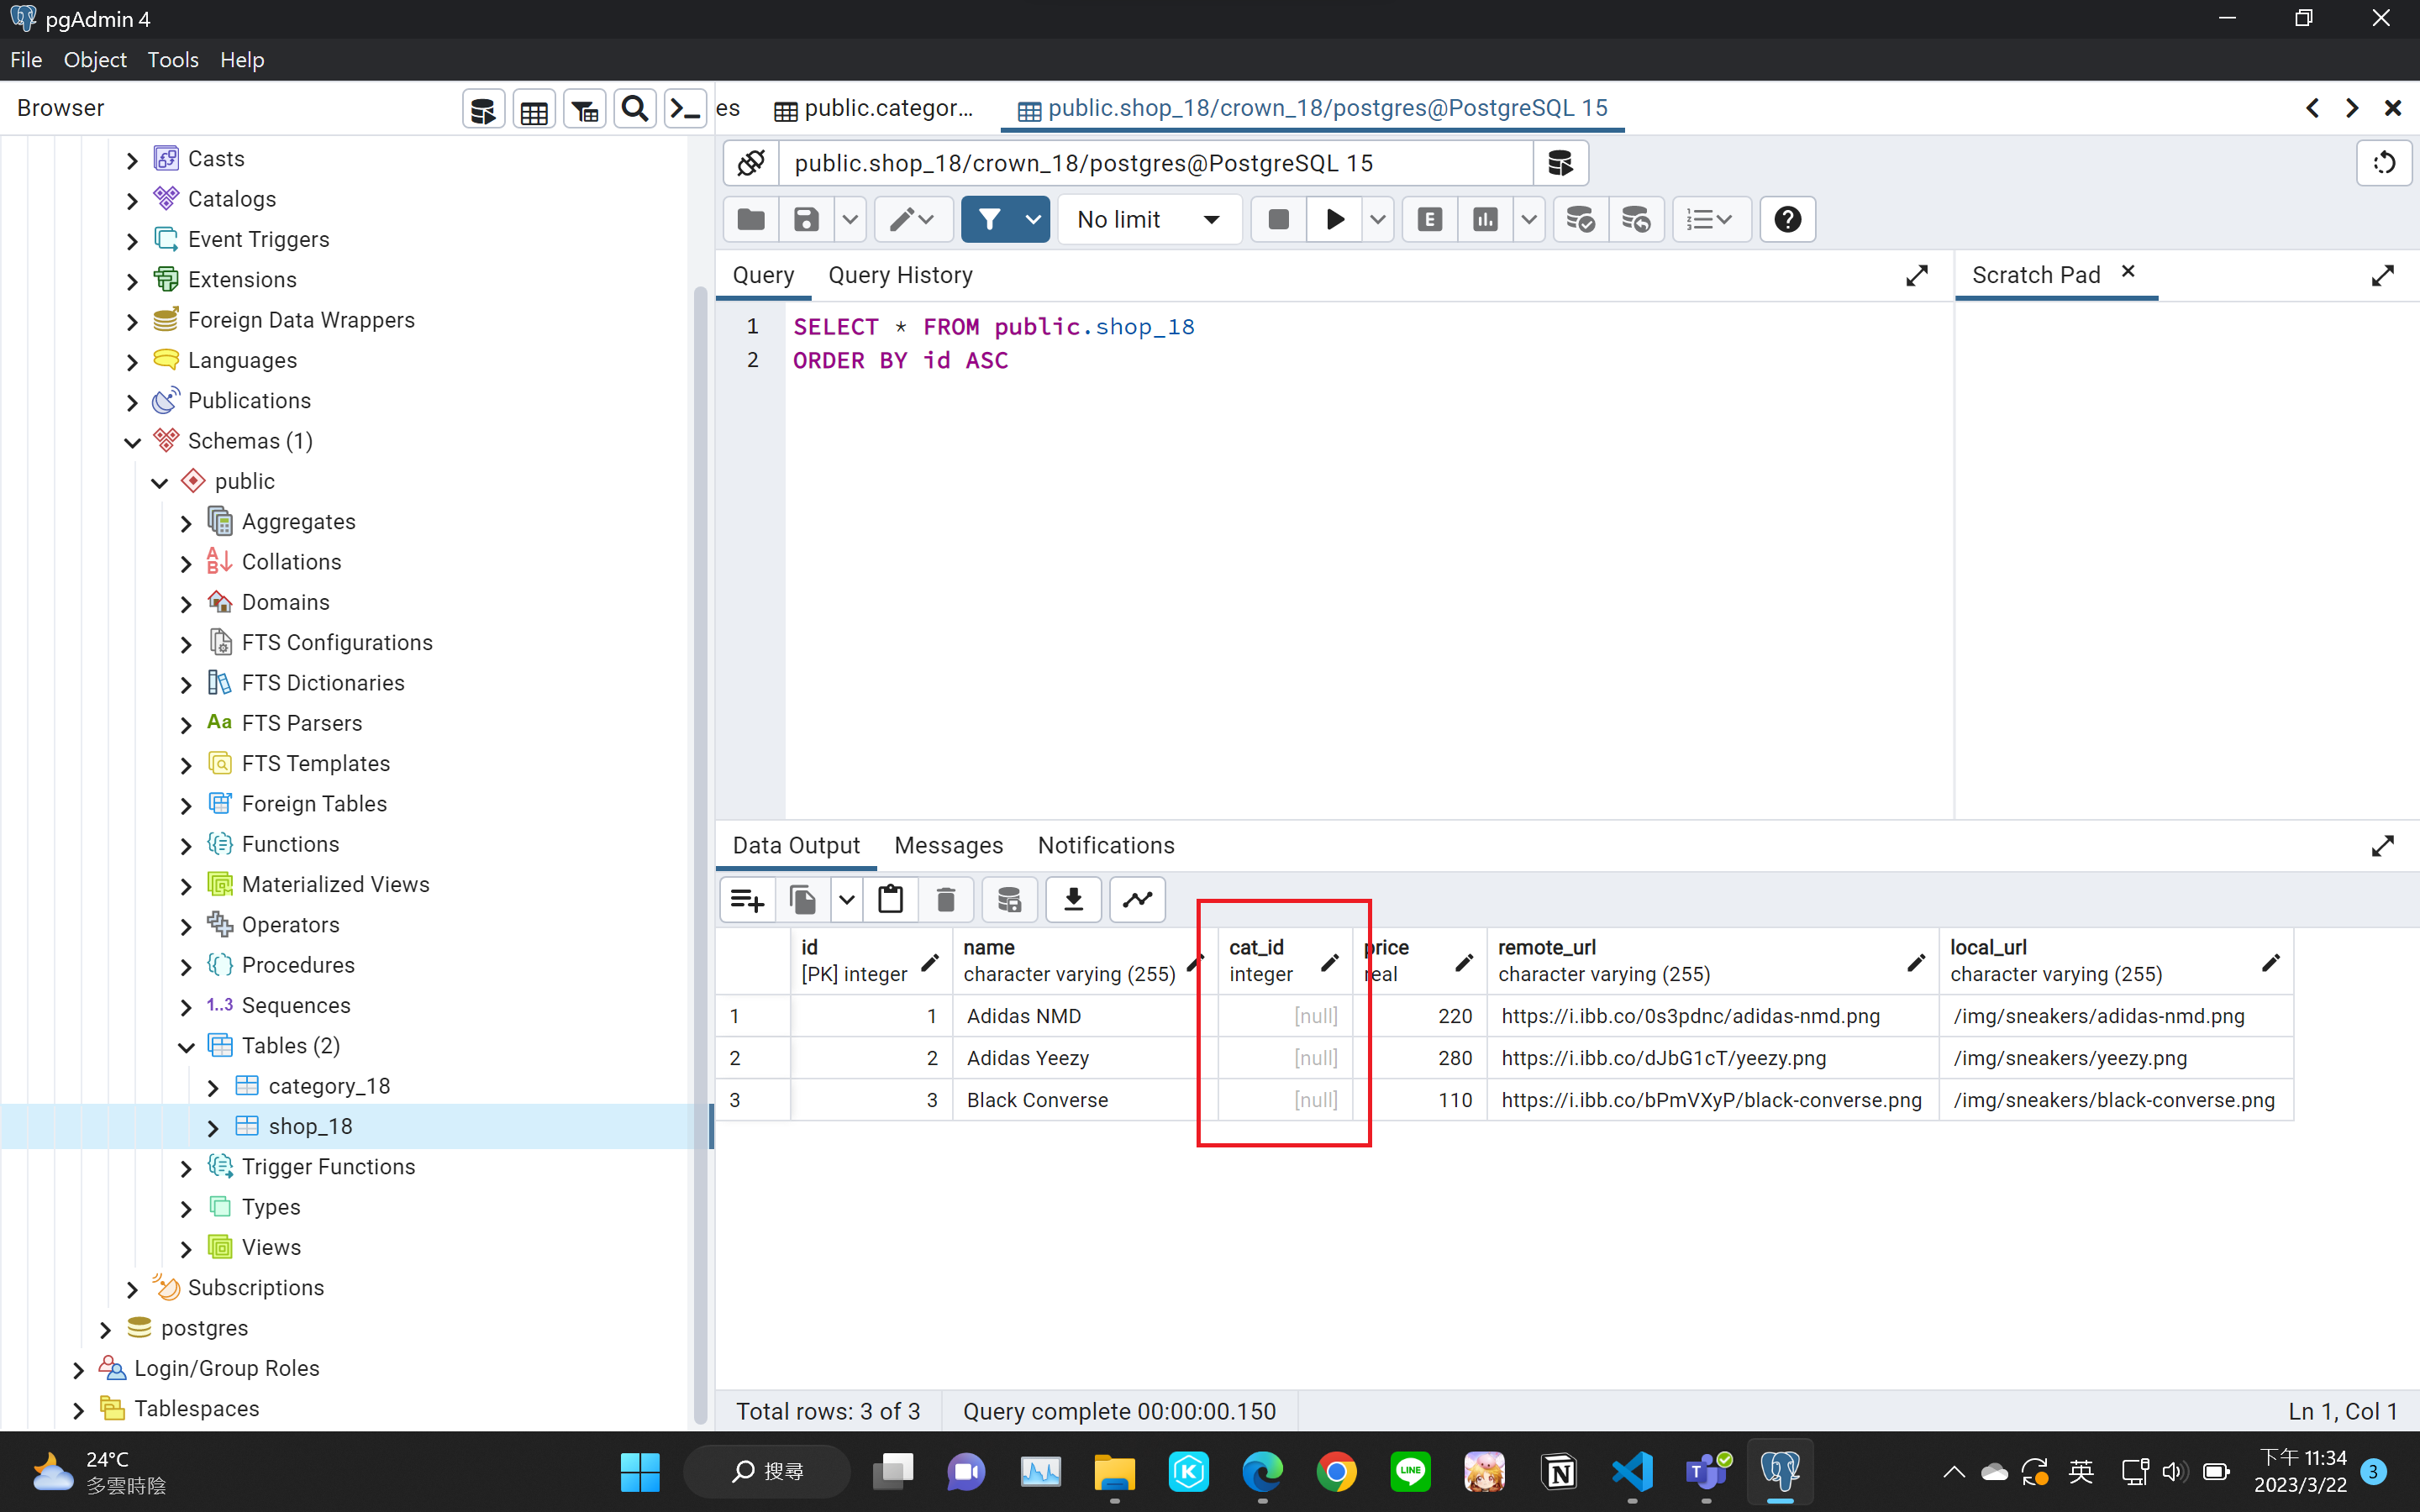 pgAdmin 4
File Object Tools Help
Browser
es
public.categor...
public.shop_18/crown_18/postgres@PostgreSQL 15
Casts
Catalogs
Event Triggers
Extensions
Foreign Data Wrappers
Languages
Publications
Schemas (1)
public
Aggregates
Collations
Domains
FTS Configurations
FTS Dictionaries
Aa FTS Parsers
FTS Templates
Foreign Tables
Functions
Materialized Views
Operators
Procedures
1..3 Sequences
Tables (2)
category_18
shop_18
Trigger Functions
Types
Views
Subscriptions
postgres
Login/Group Roles
Tablespaces
public.shop_18/crown_18/postgres@PostgreSQL 15
No limit
E
Query Query History
Scratch Pad
1 SELECT * FROM public.shop_18
2 ORDER BY id ASC
Data Output Messages Notifications
id name cat_id price remote_url local_url
[PK] integer character varying (255) integer real character varying (255) character varying (255)
1 1 Adidas NMD [null] 220 https://i.ibb.co/0s3pdnc/adidas-nmd.png /img/sneakers/adidas-nmd.png
2 2 Adidas Yeezy [null] 280 https://i.ibb.co/dJbG1cT/yeezy.png /img/sneakers/yeezy.png
3 3 Black Converse [null] 110 https://i.ibb.co/bPmVXyP/black-converse.png /img/sneakers/black-converse.png
Total rows: 3 of 3 Query complete 00:00:00.150 Ln 1, Col 1
24°C
多雲時陰
搜尋
LINE
英
下午 11:34
2023/3/22
3